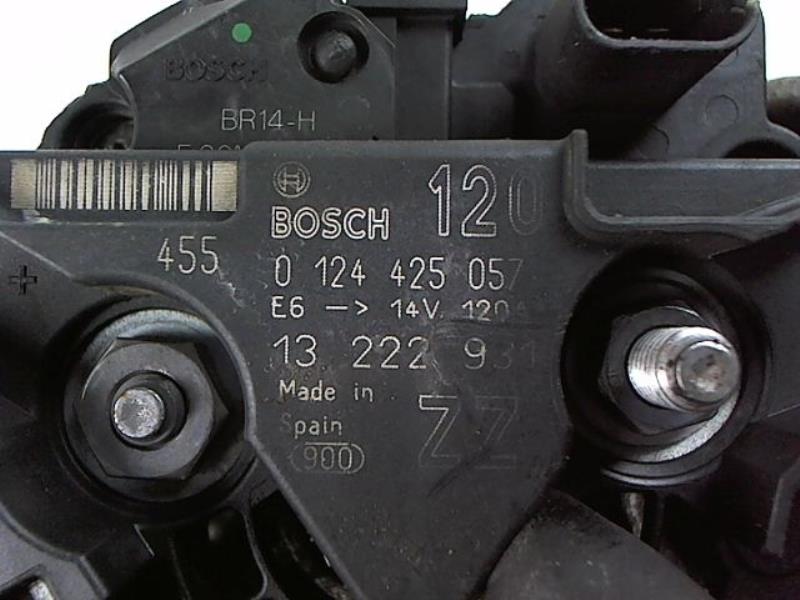 BOSCH
BR14-H
BOSCH 120
455
0 124 425 057
E6 -> 14V 120A
13 222 931
Made in
Spain
ZZ
900
+